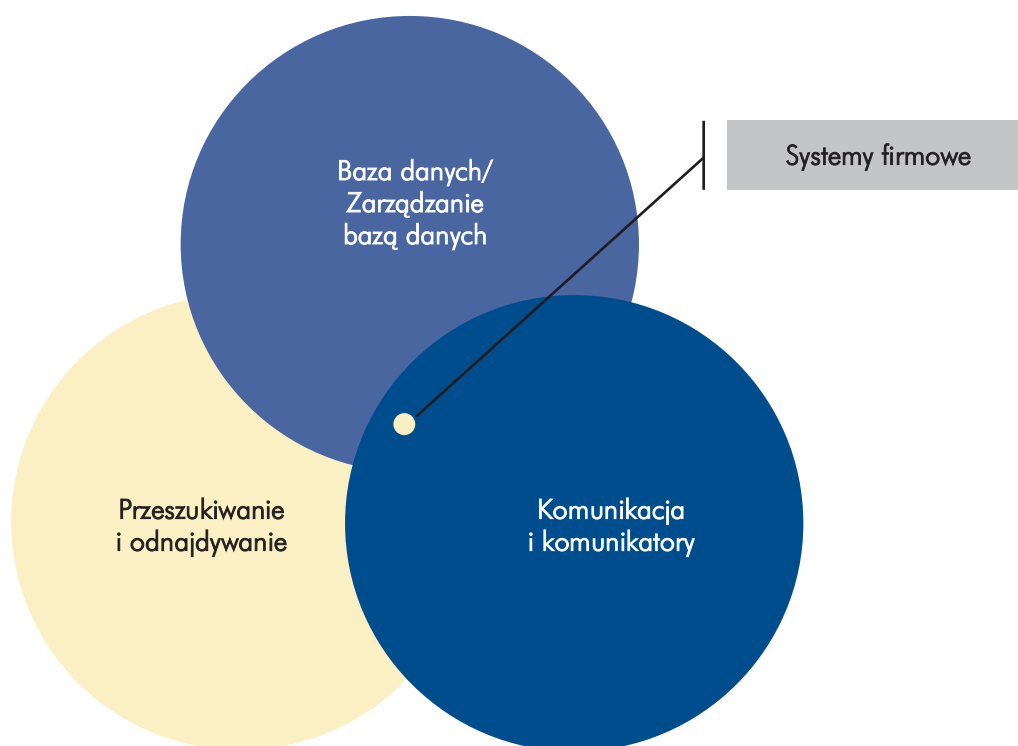 Baza danych/
Zarządzanie
bazą danych
Systemy firmowe
Przeszukiwanie
i odnajdywanie
Komunikacja
i komunikatory